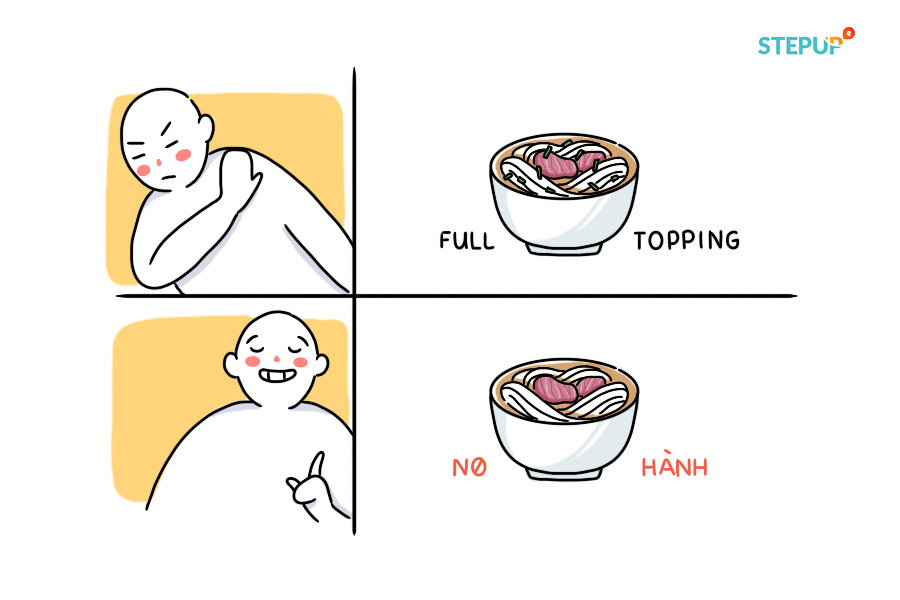 STEPUP
FULL TOPPING
NO HÀNH